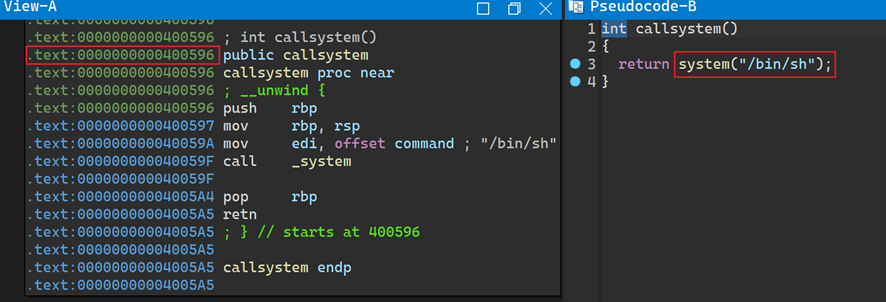 View-A
.text:0000000000400596
.text:0000000000400596 ; int callsystem()
.text:0000000000400596 public callsystem
.text:0000000000400596 callsystem proc near
.text:0000000000400596 ; __unwind {
.text:0000000000400596 push    rbp
.text:0000000000400597 mov     rbp, rsp
.text:000000000040059A mov     edi, offset command ; "/bin/sh"
.text:000000000040059F call    _system
.text:000000000040059F
.text:00000000004005A4 pop     rbp
.text:00000000004005A5 retn
.text:00000000004005A5 ; } // starts at 400596
.text:00000000004005A5
.text:00000000004005A5 callsystem endp
.text:00000000004005A5
Pseudocode-B
1 int callsystem()
2 {
3   return system("/bin/sh");
4 }